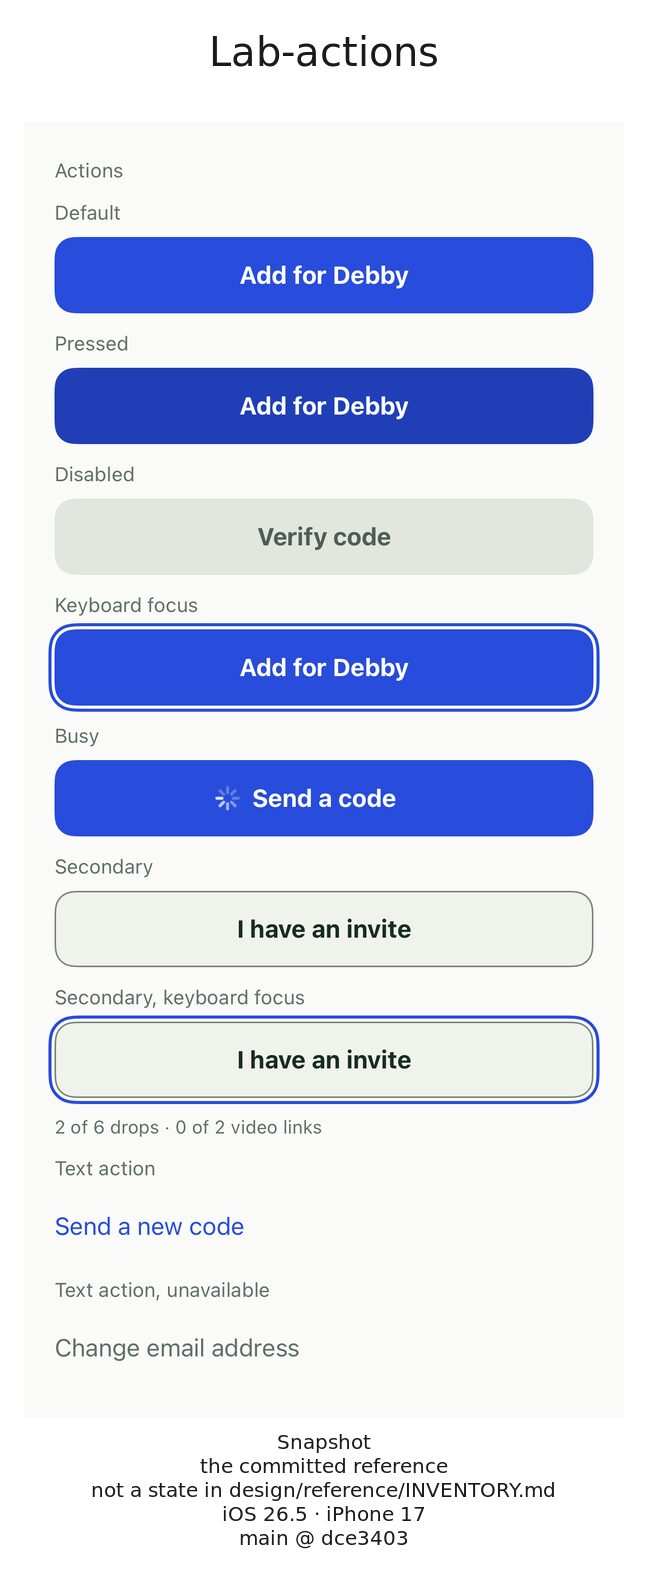 Lab-actions
Actions
Default
Add for Debby
Pressed
Add for Debby
Disabled
Verify code
Keyboard focus
Add for Debby
Busy
Send a code
Secondary
I have an invite
Secondary, keyboard focus
I have an invite
2 of 6 drops · 0 of 2 video links
Text action
Send a new code
Text action, unavailable
Change email address
Snapshot
the committed reference
not a state in design/reference/INVENTORY.md
iOS 26.5 · iPhone 17
main @ dce3403